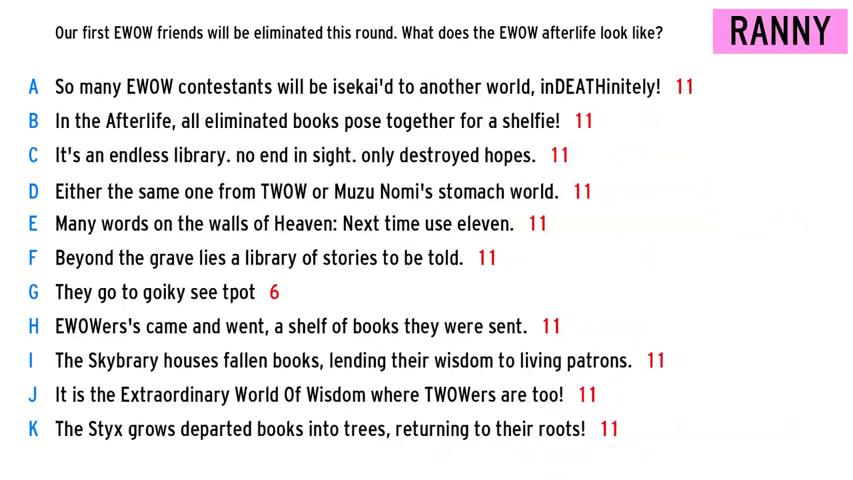 Our first EWOW friends will be eliminated this round. What does the EWOW afterlife look like?
RANNY
A So many EWOW contestants will be isekai'd to another world, inDEATHinitely! 11
B In the Afterlife, all eliminated books pose together for a shelfie! 11
C It's an endless library. no end in sight. only destroyed hopes. 11
D Either the same one from TWOW or Muzu Nomi's stomach world. 11
E Many words on the walls of Heaven: Next time use eleven. 11
F Beyond the grave lies a library of stories to be told. 11
G They go to goiky see tpot 6
H EWOWers's came and went, a shelf of books they were sent. 11
I The Skybrary houses fallen books, lending their wisdom to living patrons. 11
J It is the Extraordinary World Of Wisdom where TWOWers are too! 11
K The Styx grows departed books into trees, returning to their roots! 11